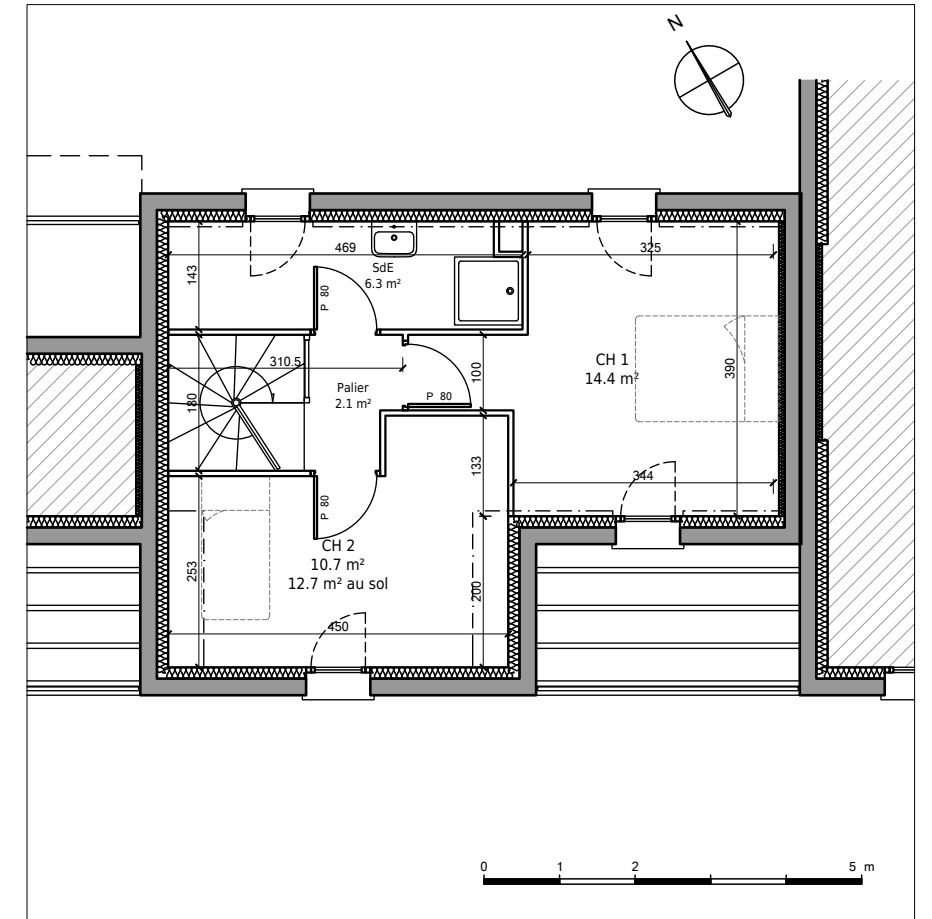 N
469
325
SdE
6.3 m²
143
P 80
310.5
100
Palier
2.1 m²
CH 1
14.4 m²
390
180
P 80
133
344
P 80
CH 2
10.7 m²
12.7 m² au sol
253
200
450
0 1 2 5 m